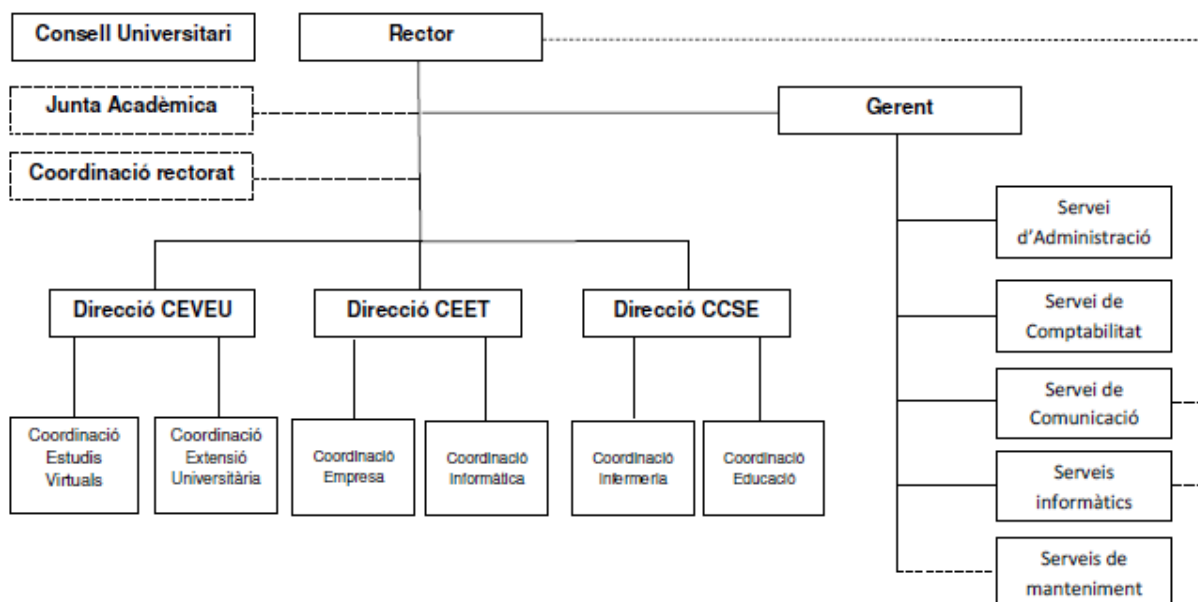 Consell Universitari
Rector
Junta Acadèmica
Gerent
Coordinació rectorat
Servei
d'Administració
Direcció CEVEU
Direcció CEET
Direcció CCSE
Servei de
Comptabilitat
Servei de
Comunicació
Coordinació
Estudis
Virtuals
Coordinació
Extensió
Universitària
Coordinació
Empresa
Coordinació
Informàtica
Coordinació
Infermeria
Coordinació
Educació
Serveis
informàtics
Serveis de
manteniment